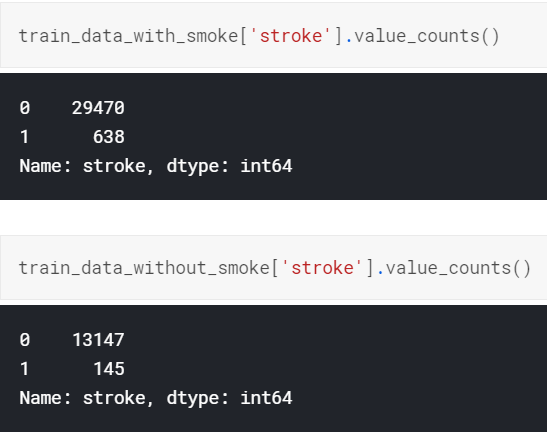 train_data_with_smoke['stroke'].value_counts()
0    29470
1      638
Name: stroke, dtype: int64
train_data_without_smoke['stroke'].value_counts()
0    13147
1      145
Name: stroke, dtype: int64